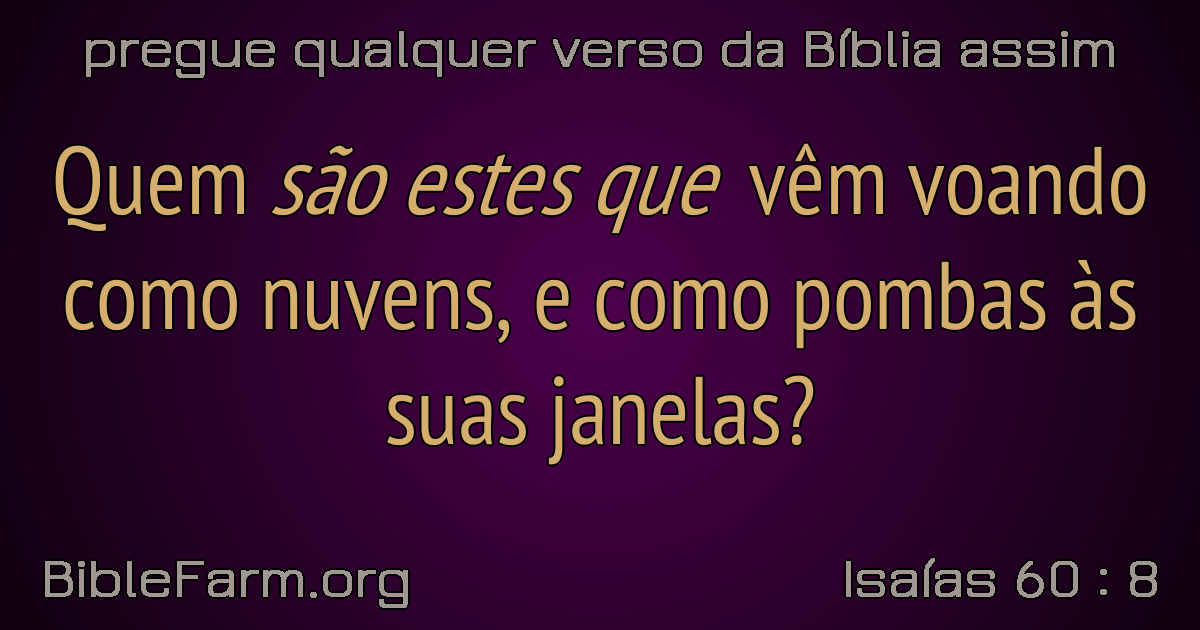 pregue qualquer verso da Bíblia assim
Quem são estes que vêm voando
como nuvens, e como pombas às
suas janelas?
BibleFarm.org
Isaías 60 : 8